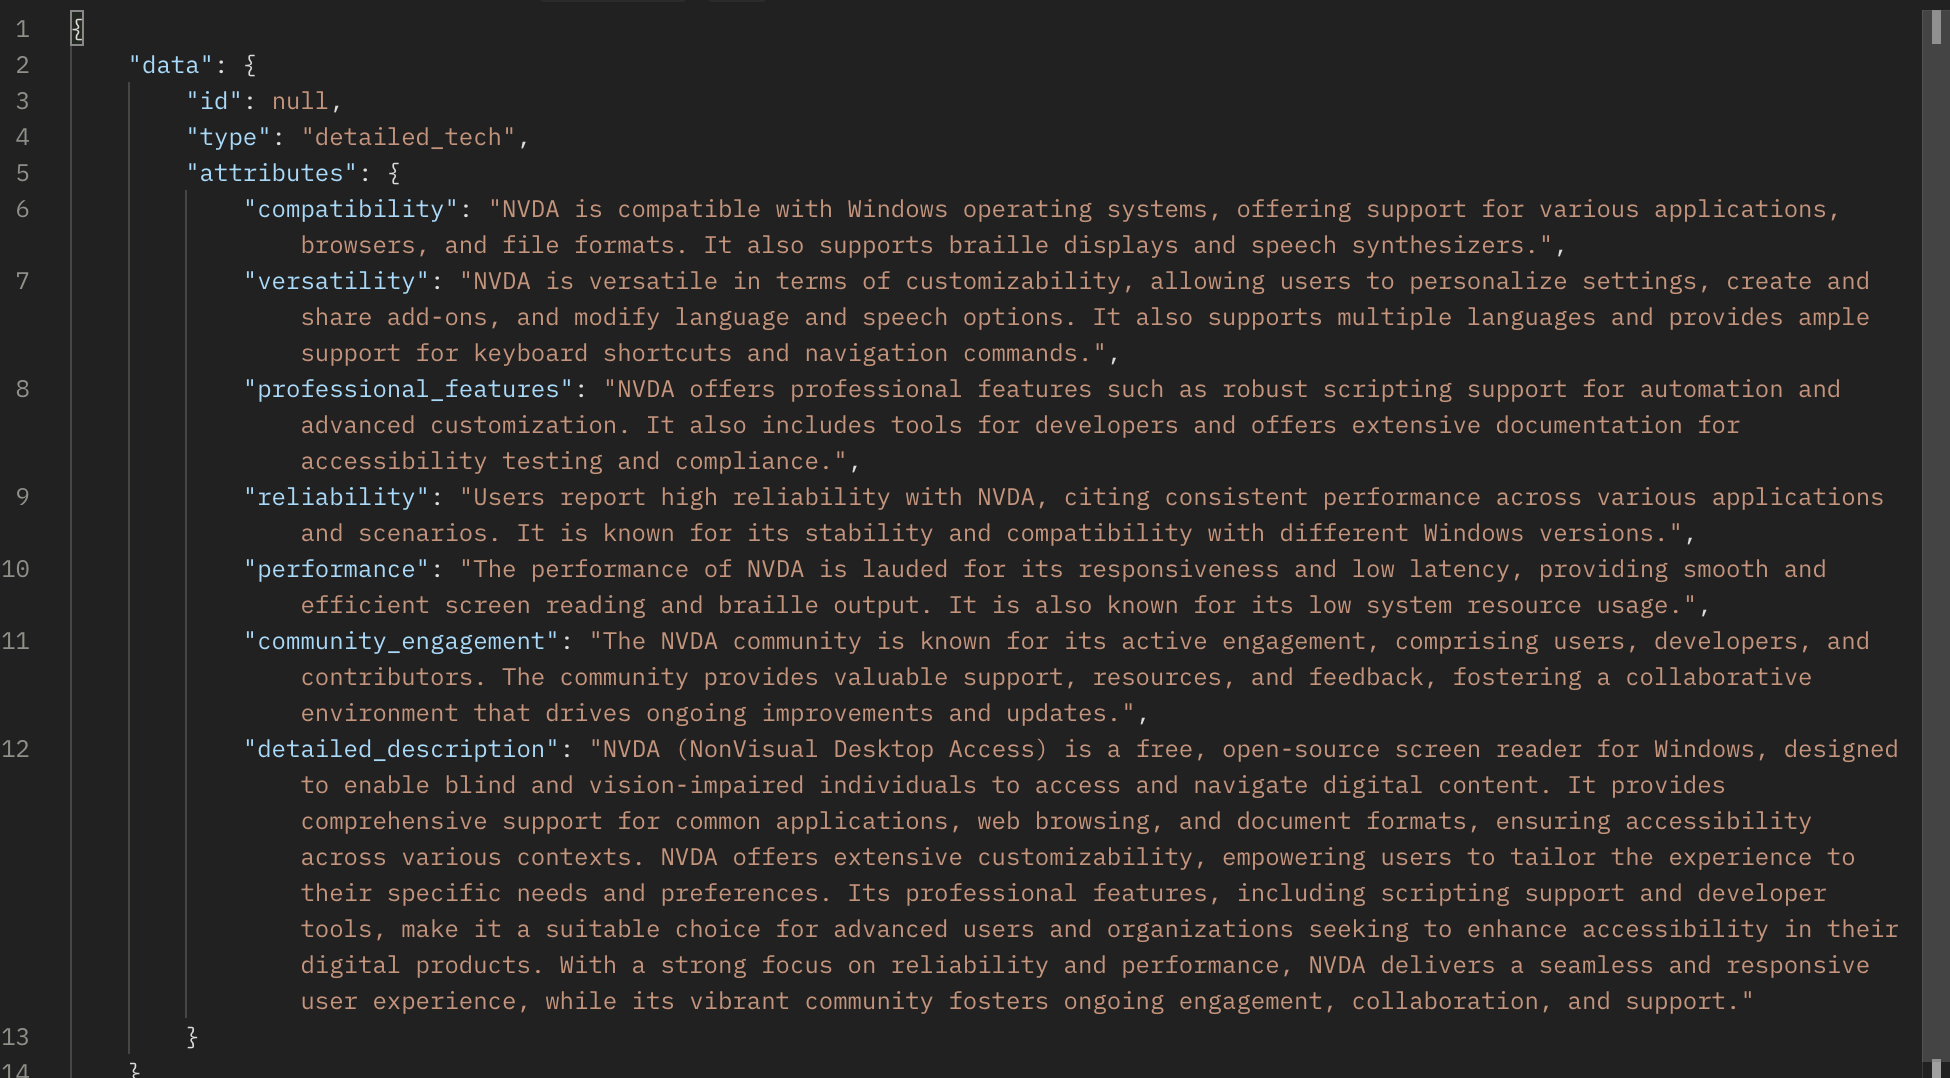 1 {
2 "data": {
3 "id": null,
4 "type": "detailed_tech",
5 "attributes": {
6 "compatibility": "NVDA is compatible with Windows operating systems, offering support for various applications,
browsers, and file formats. It also supports braille displays and speech synthesizers.",
7 "versatility": "NVDA is versatile in terms of customizability, allowing users to personalize settings, create and
share add-ons, and modify language and speech options. It also supports multiple languages and provides ample
support for keyboard shortcuts and navigation commands.",
8 "professional_features": "NVDA offers professional features such as robust scripting support for automation and
advanced customization. It also includes tools for developers and offers extensive documentation for
accessibility testing and compliance.",
9 "reliability": "Users report high reliability with NVDA, citing consistent performance across various applications
and scenarios. It is known for its stability and compatibility with different Windows versions.",
10 "performance": "The performance of NVDA is lauded for its responsiveness and low latency, providing smooth and
efficient screen reading and braille output. It is also known for its low system resource usage.",
11 "community_engagement": "The NVDA community is known for its active engagement, comprising users, developers, and
contributors. The community provides valuable support, resources, and feedback, fostering a collaborative
environment that drives ongoing improvements and updates.",
12 "detailed_description": "NVDA (NonVisual Desktop Access) is a free, open-source screen reader for Windows, designed
to enable blind and vision-impaired individuals to access and navigate digital content. It provides
comprehensive support for common applications, web browsing, and document formats, ensuring accessibility
across various contexts. NVDA offers extensive customizability, empowering users to tailor the experience to
their specific needs and preferences. Its professional features, including scripting support and developer
tools, make it a suitable choice for advanced users and organizations seeking to enhance accessibility in their
digital products. With a strong focus on reliability and performance, NVDA delivers a seamless and responsive
user experience, while its vibrant community fosters ongoing engagement, collaboration, and support."
13 }
14 }